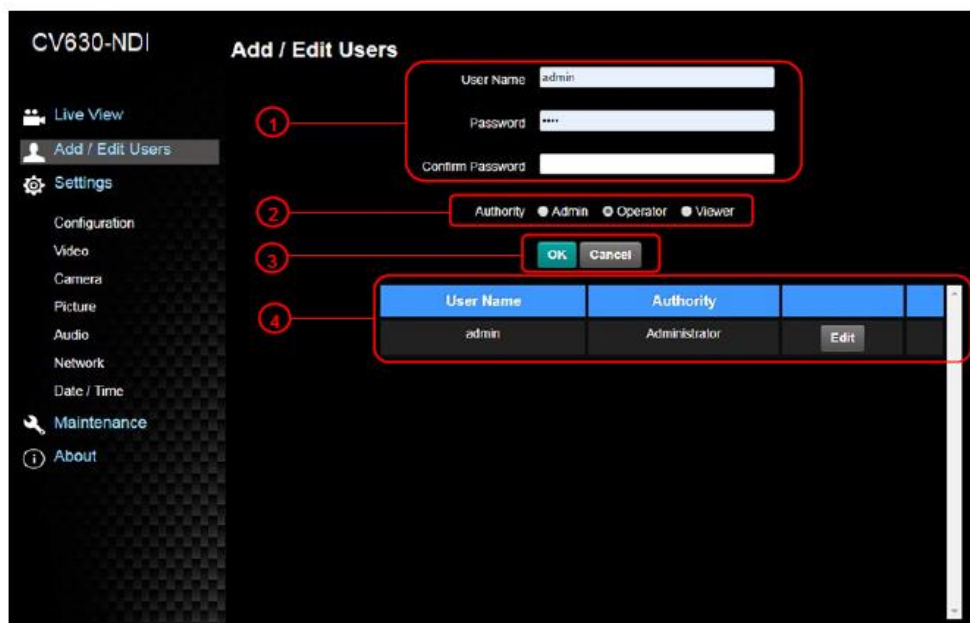 CV630-NDI
Add / Edit Users
Live View
Add / Edit Users
Settings
Configuration
Video
Camera
Picture
Audio
Network
Date / Time
Maintenance
About
1
User Name admin
Password ••••
Confirm Password
2
Authority Admin Operator Viewer
3
OK Cancel
4
User Name Authority
admin Administrator Edit